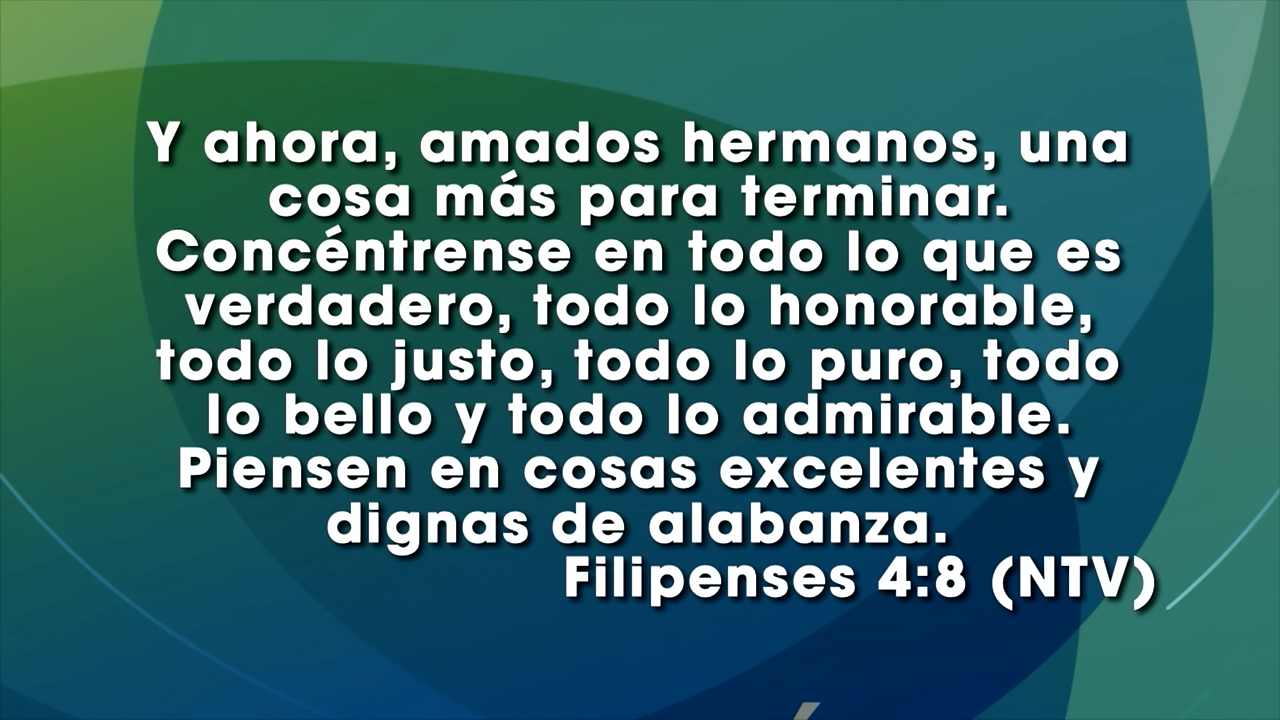 Y ahora, amados hermanos, una
cosa más para terminar.
Concéntrense en todo lo que es
verdadero, todo lo honorable,
todo lo justo, todo lo puro, todo
lo bello y todo lo admirable.
Piensen en cosas excelentes y
dignas de alabanza.
Filipenses 4:8 (NTV)